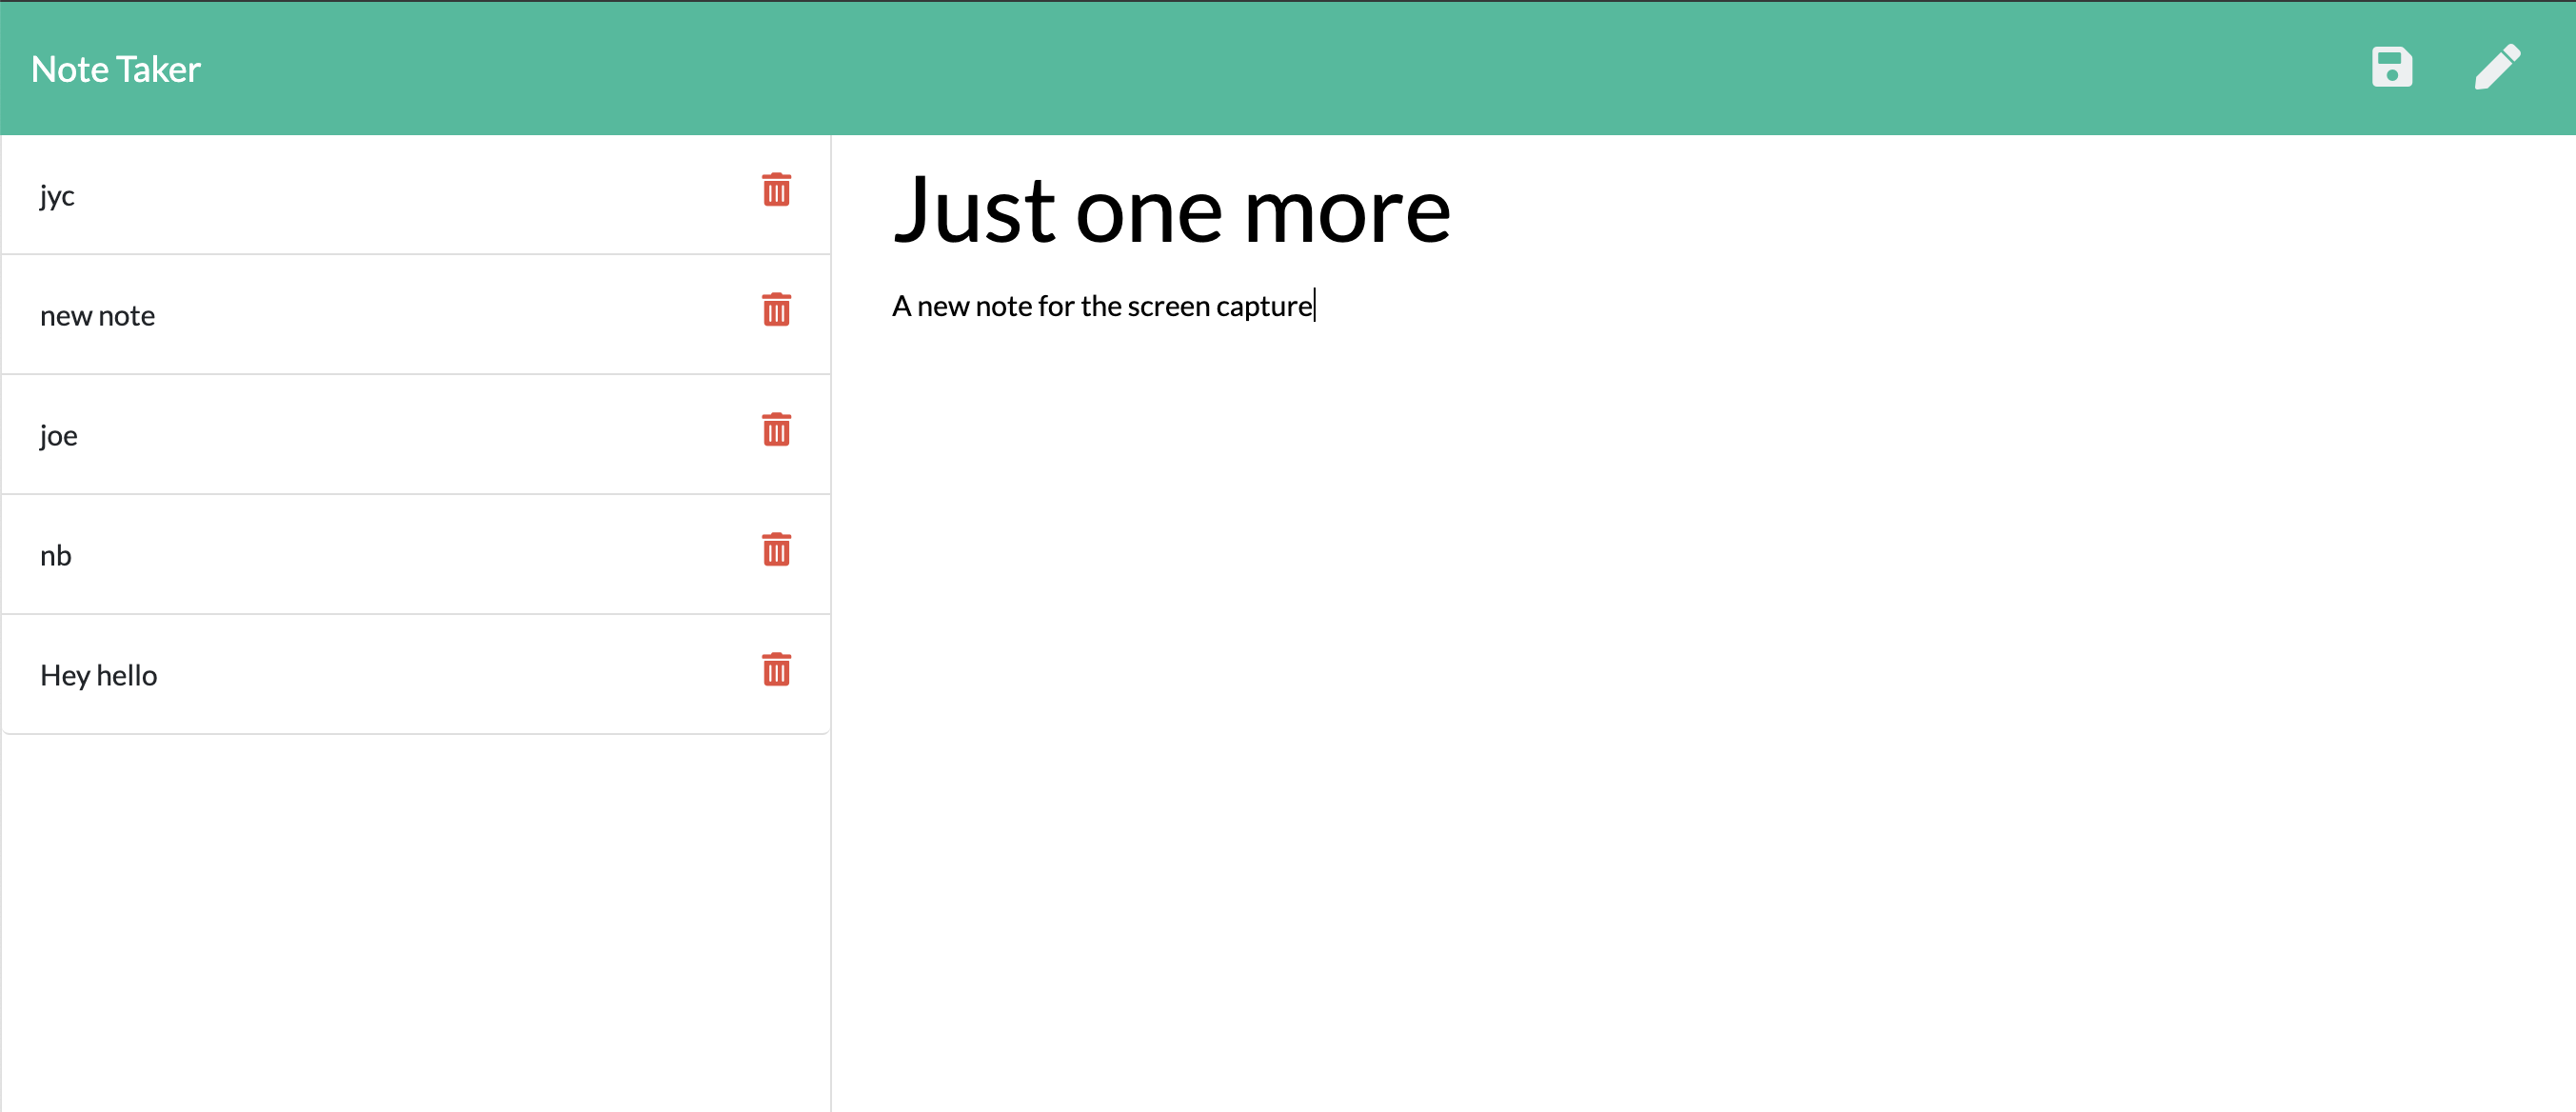 Note Taker
jyc
new note
joe
nb
Hey hello
Just one more
A new note for the screen capture